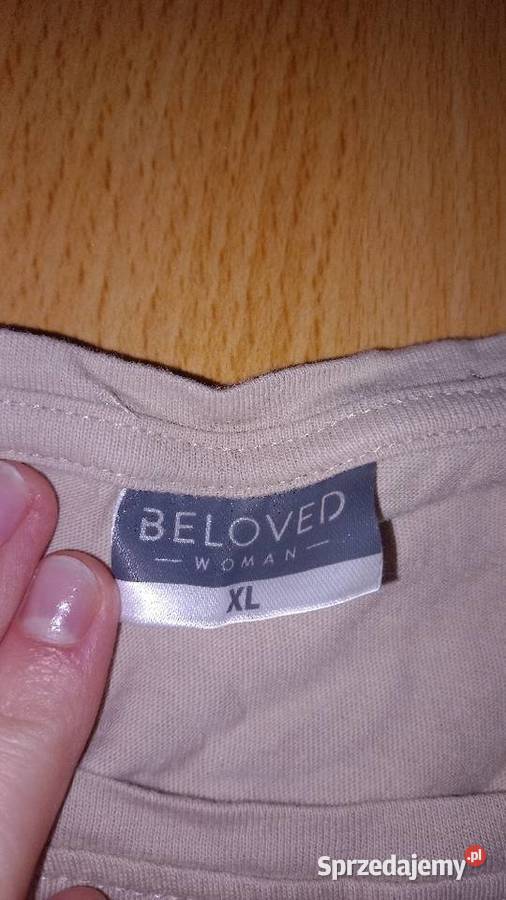 BELOVED
— WOMAN —
XL
Sprzedajemy.pl